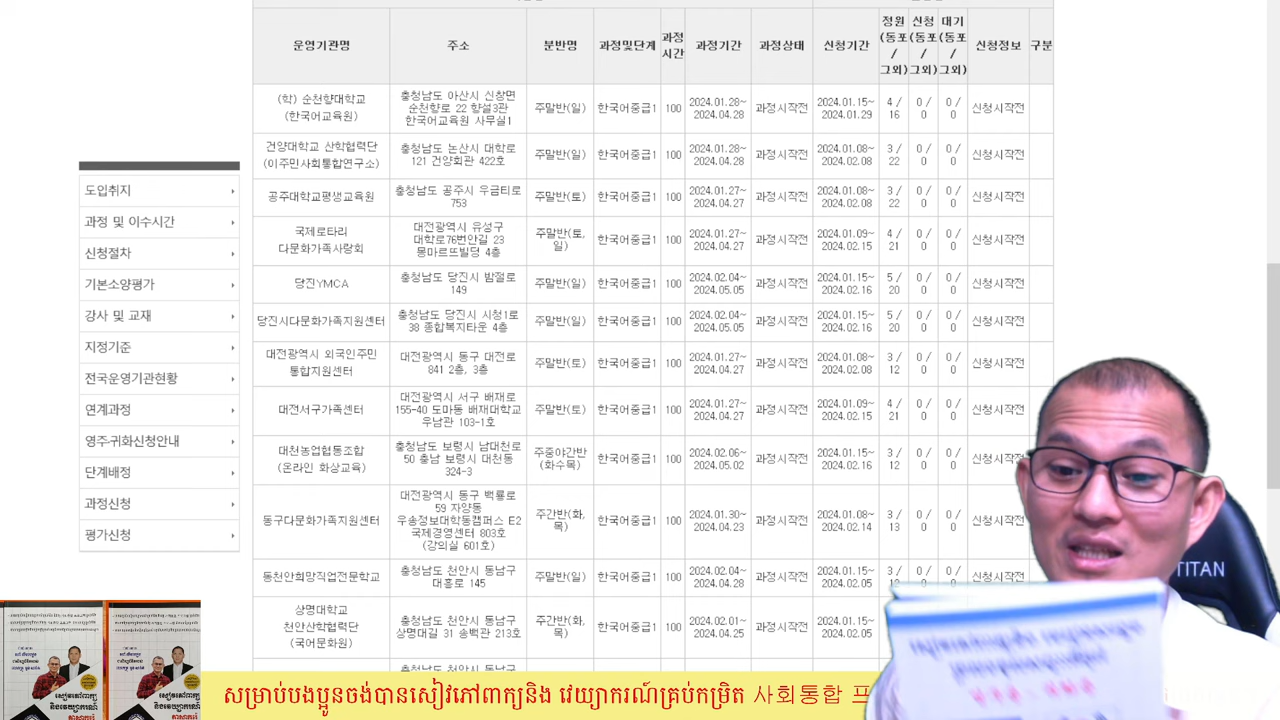 운영기관명
주소
분반명
과정및단계
과정
시간
과정기간
과정상태
신청기간
정원
(동포
/
그외)
신청
(동포
/
그외)
대기
(동포
/
그외)
신청정보
구분
(학) 순천향대학교
(한국어교육원)
충청남도 아산시 신창면
순천향로 22 향설3관
한국어교육원 사무실1
주말반(일)
한국어중급1
100
2024.01.28~
2024.04.28
과정시작전
2024.01.15~
2024.01.29
4 /
16
0 /
0
0 /
0
신청시작전
건양대학교 산학협력단
(이주민사회통합연구소)
충청남도 논산시 대학로
121 건양회관 422호
주말반(일)
한국어중급1
100
2024.01.28~
2024.04.28
과정시작전
2024.01.08~
2024.02.08
3 /
22
0 /
0
0 /
0
신청시작전
공주대학교평생교육원
충청남도 공주시 우금티로
753
주말반(토)
한국어중급1
100
2024.01.27~
2024.04.27
과정시작전
2024.01.08~
2024.02.08
3 /
22
0 /
0
0 /
0
신청시작전
국제로타리
다문화가족사랑회
대전광역시 유성구
대학로76번안길 23
몽마르뜨빌딩 4층
주말반(토,
일)
한국어중급1
100
2024.01.27~
2024.04.27
과정시작전
2024.01.09~
2024.02.15
4 /
21
0 /
0
0 /
0
신청시작전
당진YMCA
충청남도 당진시 밤절로
149
주말반(일)
한국어중급1
100
2024.02.04~
2024.05.05
과정시작전
2024.01.15~
2024.02.16
5 /
20
0 /
0
0 /
0
신청시작전
당진시다문화가족지원센터
충청남도 당진시 시청1로
38 종합복지타운 4층
주말반(일)
한국어중급1
100
2024.02.04~
2024.05.05
과정시작전
2024.01.15~
2024.02.16
5 /
20
0 /
0
0 /
0
신청시작전
대전광역시 외국인주민
통합지원센터
대전광역시 동구 대전로
841 2층, 3층
주말반(토)
한국어중급1
100
2024.01.27~
2024.04.27
과정시작전
2024.01.08~
2024.02.08
3 /
12
0 /
0
0 /
0
신청시작전
대전서구가족센터
대전광역시 서구 배재로
155-40 도마동 배재대학교
우남관 103-1호
주말반(토)
한국어중급1
100
2024.01.27~
2024.04.27
과정시작전
2024.01.09~
2024.02.15
4 /
21
0 /
0
0 /
0
신청시작전
대천농업협동조합
(온라인 화상교육)
충청남도 보령시 남대천로
50 충남 보령시 대천동
324-3
주중야간반
(화수목)
한국어중급1
100
2024.02.06~
2024.05.02
과정시작전
2024.01.15~
2024.02.16
3 /
12
0 /
0
0 /
0
신청시작전
동구다문화가족지원센터
대전광역시 동구 백룡로
59 자양동
우송정보대학동캠퍼스 E2
국제경영센터 803호
(강의실 601호)
주간반(화,
목)
한국어중급1
100
2024.01.30~
2024.04.23
과정시작전
2024.01.08~
2024.02.14
3 /
13
0 /
0
0 /
0
신청시작전
동천안희망직업전문학교
충청남도 천안시 동남구
대흥로 145
주말반(일)
한국어중급1
100
2024.02.04~
2024.04.28
과정시작전
2024.01.15~
2024.02.05
3 /
0 /
0 /
신청시작전
상명대학교
천안산학협력단
(국어문화원)
충청남도 천안시 동남구
상명대길 31 송백관 213호
주간반(화,
목)
한국어중급1
100
2024.02.01~
2024.04.25
과정시작전
2024.01.15~
2024.02.05
충청남도 천안시 동남구
도입취지
과정 및 이수시간
신청절차
기본소양평가
강사 및 교재
지정기준
전국운영기관현황
연계과정
영주·귀화신청안내
단계배정
과정신청
평가신청
TITAN
សម្រាប់បងប្អូនចង់បានសៀវភៅពាក្យនិង វេយ្យាករណ៍គ្រប់កម្រិត 사회통합 프